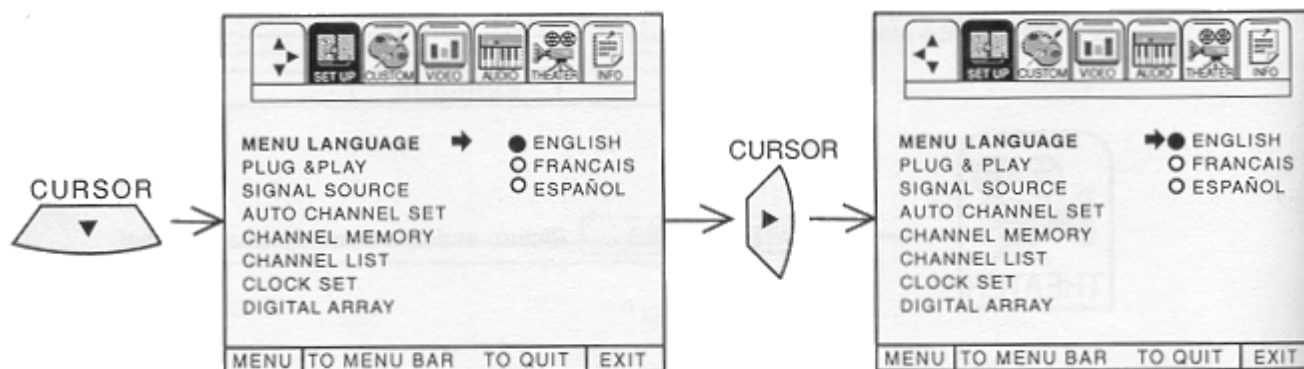 SET UP CUSTOM VIDEO AUDIO THEATER INFO
MENU LANGUAGE
PLUG &PLAY
SIGNAL SOURCE
AUTO CHANNEL SET
CHANNEL MEMORY
CHANNEL LIST
CLOCK SET
DIGITAL ARRAY
ENGLISH
FRANCAIS
ESPAÑOL
MENU TO MENU BAR TO QUIT EXIT
CURSOR
CURSOR
SET UP CUSTOM VIDEO AUDIO THEATER INFO
MENU LANGUAGE
PLUG & PLAY
SIGNAL SOURCE
AUTO CHANNEL SET
CHANNEL MEMORY
CHANNEL LIST
CLOCK SET
DIGITAL ARRAY
ENGLISH
FRANCAIS
ESPAÑOL
MENU TO MENU BAR TO QUIT EXIT